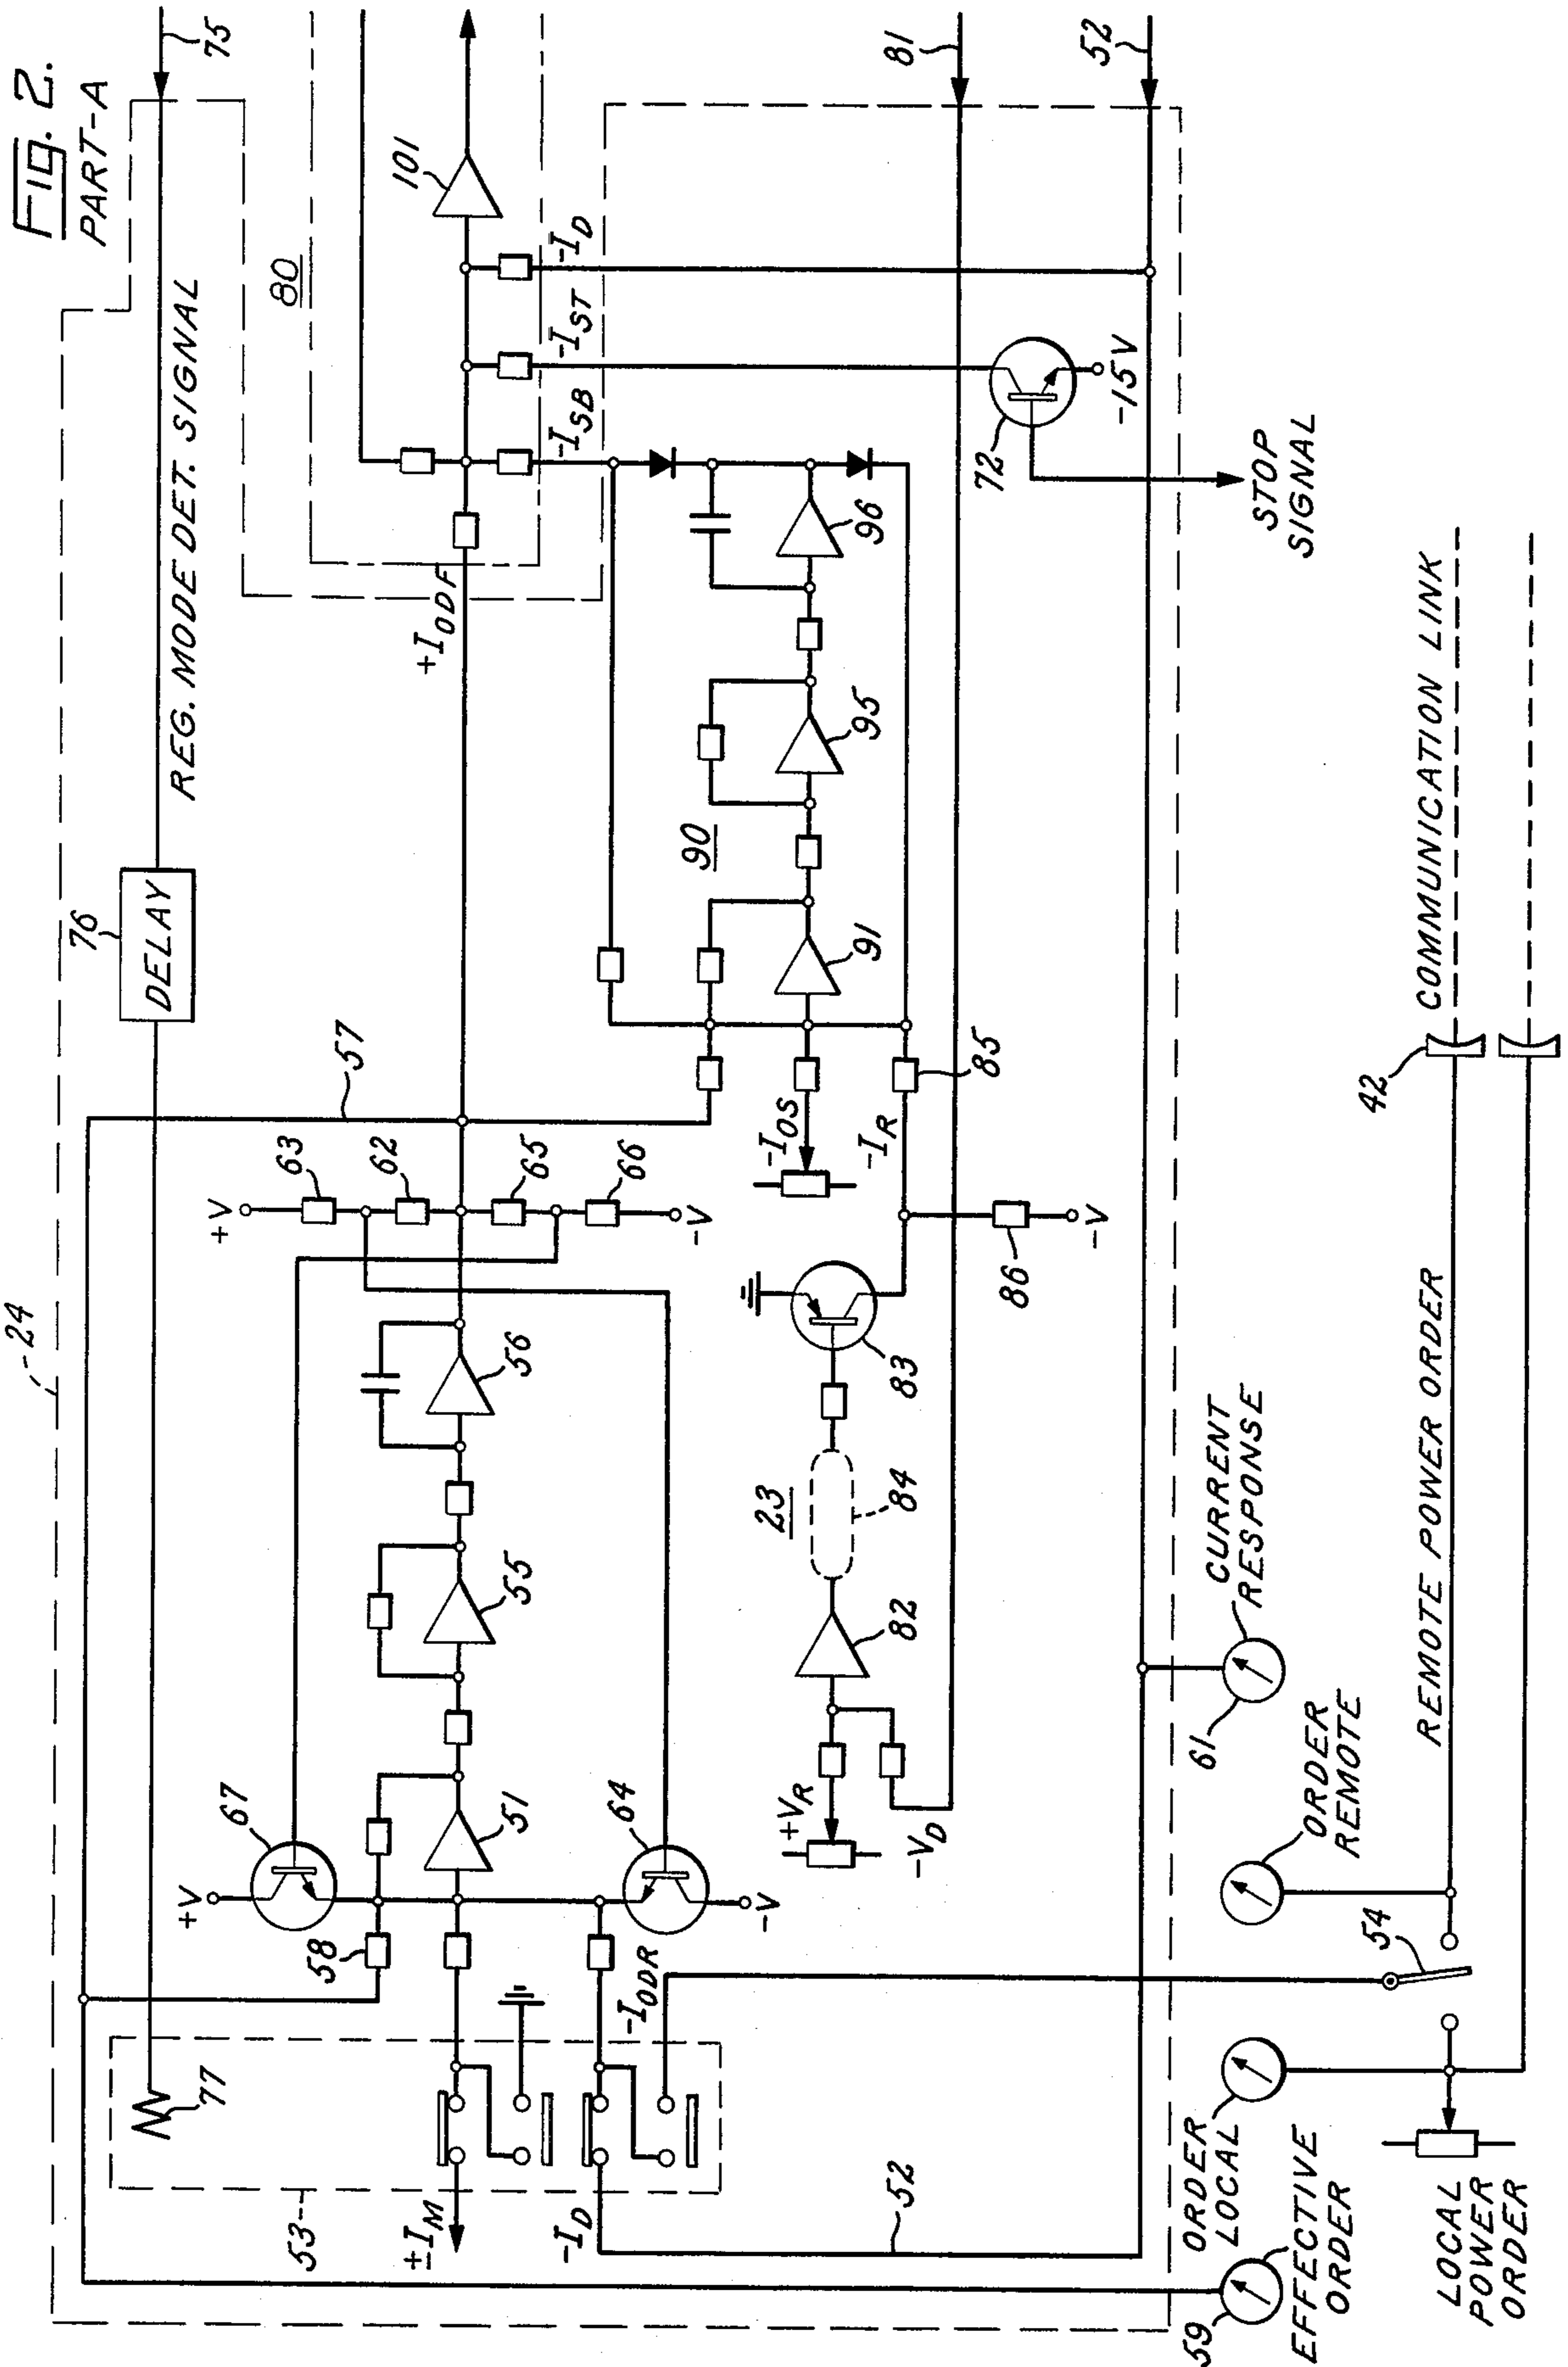 Fig. 2.
PART-A
24
76
DELAY
REG. MODE DET. SIGNAL
75
77
53
57
80
67
+V
58
51
55
56
+V
63
62
65
66
-V
+I_ODF
101
-I_SB
-I_ST
-I_D
±I_M
-I_D
-I_ODR
64
-V
90
91
95
96
-I_OS
-I_R
85
+V_R
-V_D
82
23
84
83
86
-V
72
-15V
81
52
52
STOP
SIGNAL
59
EFFECTIVE
ORDER
ORDER
LOCAL
ORDER
REMOTE
61
CURRENT
RESPONSE
54
LOCAL
POWER
ORDER
REMOTE POWER ORDER
42
COMMUNICATION LINK